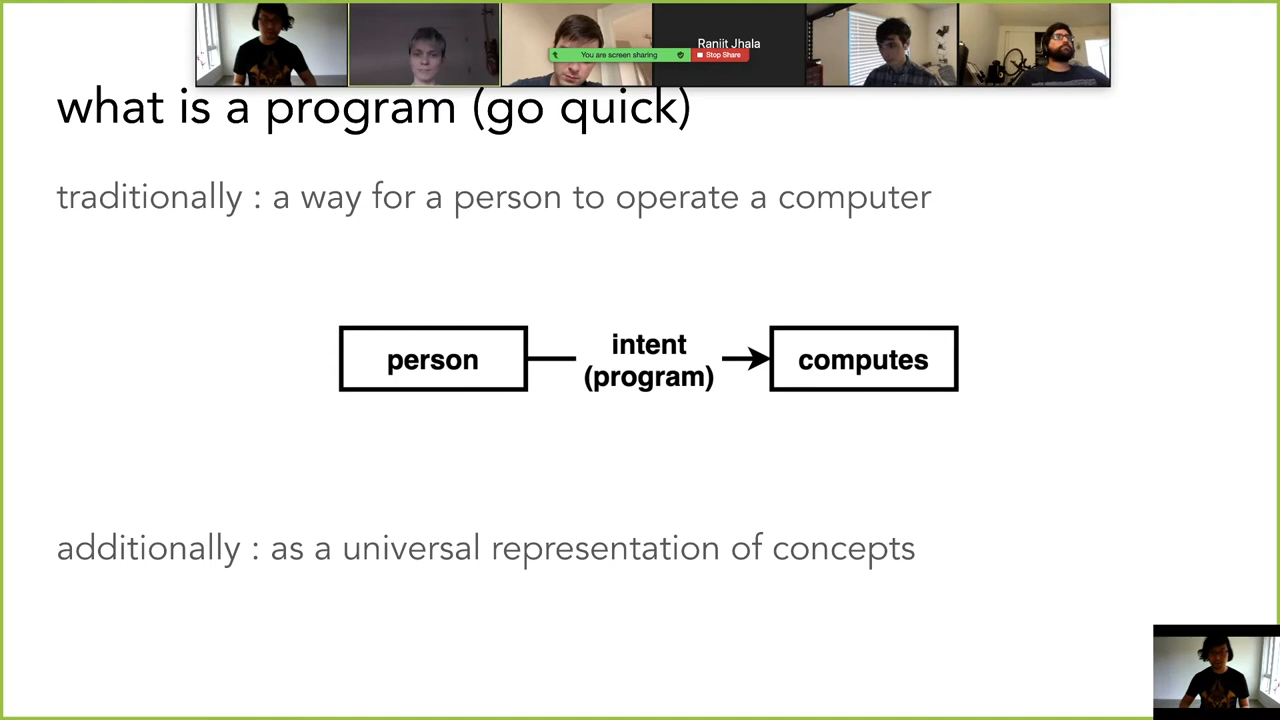 Ranjit Jhala
You are screen sharing
Stop Share
what is a program (go quick)
traditionally : a way for a person to operate a computer
person
intent
(program)
computes
additionally : as a universal representation of concepts